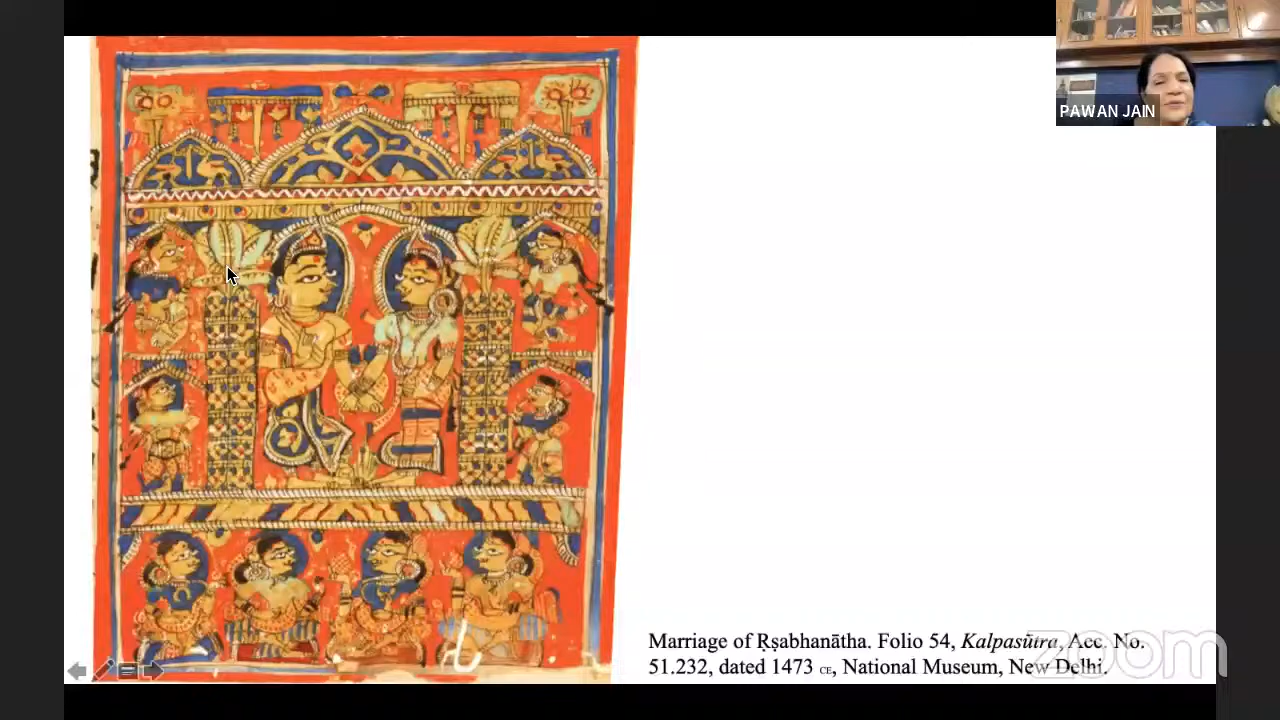 PAWAN JAIN
Marriage of Ṛṣabhanātha. Folio 54, Kalpasūtra, Acc. No.
51.232, dated 1473 CE, National Museum, New Delhi.
zoom